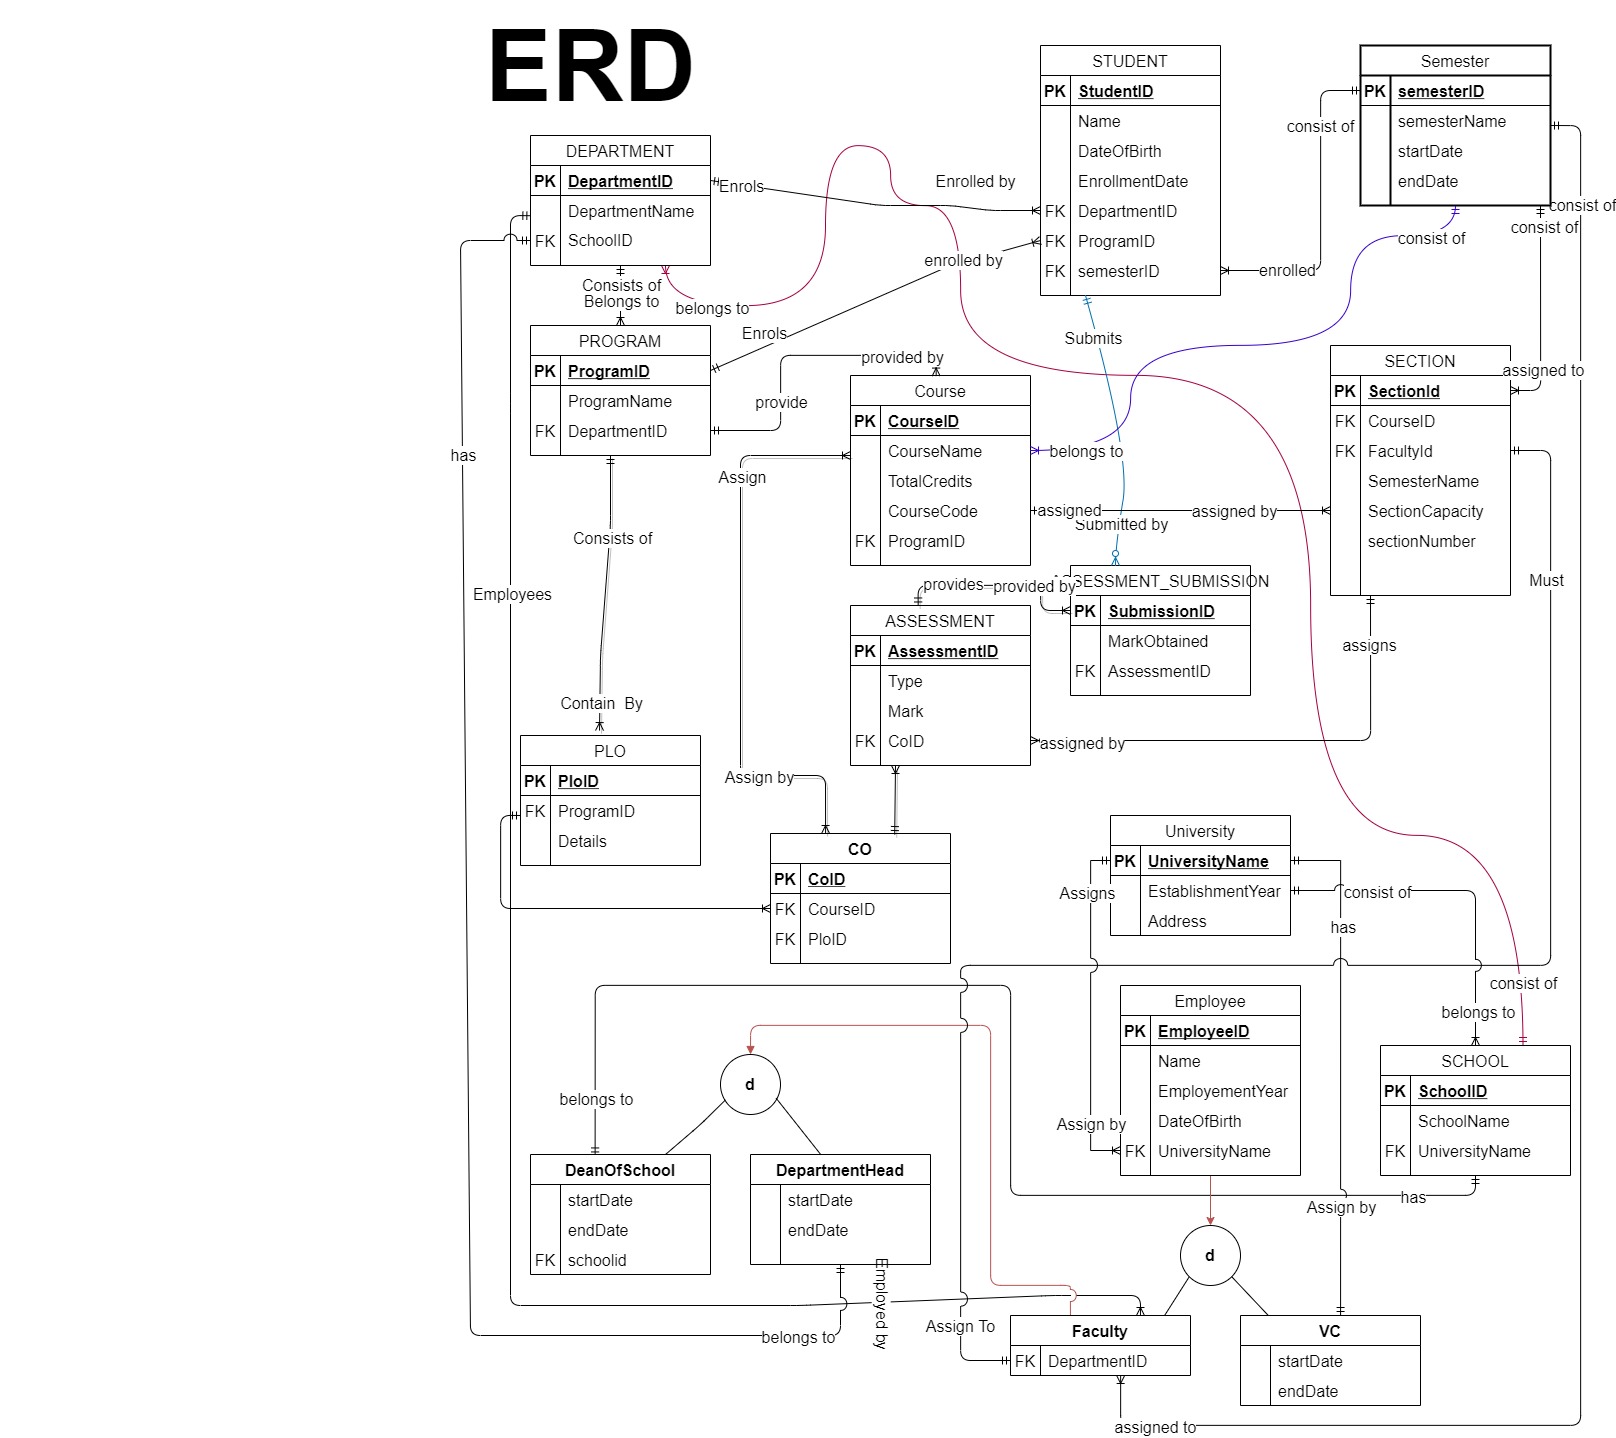 ERD
STUDENT
PK StudentID
Name
DateOfBirth
EnrollmentDate
FK DepartmentID
FK ProgramID
FK semesterID
Semester
PK semesterID
semesterName
startDate
endDate
consist of
enrolled
consist of
consist of
consist of
DEPARTMENT
PK DepartmentID
DepartmentName
FK SchoolID
Enrols
Enrolled by
enrolled by
Enrols
Consists of
Belongs to
belongs to
PROGRAM
PK ProgramID
ProgramName
FK DepartmentID
provided by
provide
Submits
Course
PK CourseID
CourseName
TotalCredits
CourseCode
FK ProgramID
belongs to
assigned
assigned by
Submitted by
SECTION
PK SectionId
FK CourseID
FK FacultyId
SemesterName
SectionCapacity
sectionNumber
assigned to
has
Assign
Consists of
Employees
Must
provides
provided by
ASSESSMENT_SUBMISSION
PK SubmissionID
MarkObtained
FK AssessmentID
ASSESSMENT
PK AssessmentID
Type
Mark
FK CoID
assigns
assigned by
Contain By
PLO
PK PloID
FK ProgramID
Details
Assign by
CO
PK CoID
FK CourseID
FK PloID
University
PK UniversityName
EstablishmentYear
Address
Assigns
consist of
has
consist of
belongs to
Employee
PK EmployeeID
Name
EmployementYear
DateOfBirth
FK UniversityName
Assign by
SCHOOL
PK SchoolID
SchoolName
FK UniversityName
has
Assign by
d
belongs to
DeanOfSchool
startDate
endDate
FK schoolid
DepartmentHead
startDate
endDate
Employed by
belongs to
d
Assign To
Faculty
FK DepartmentID
VC
startDate
endDate
assigned to